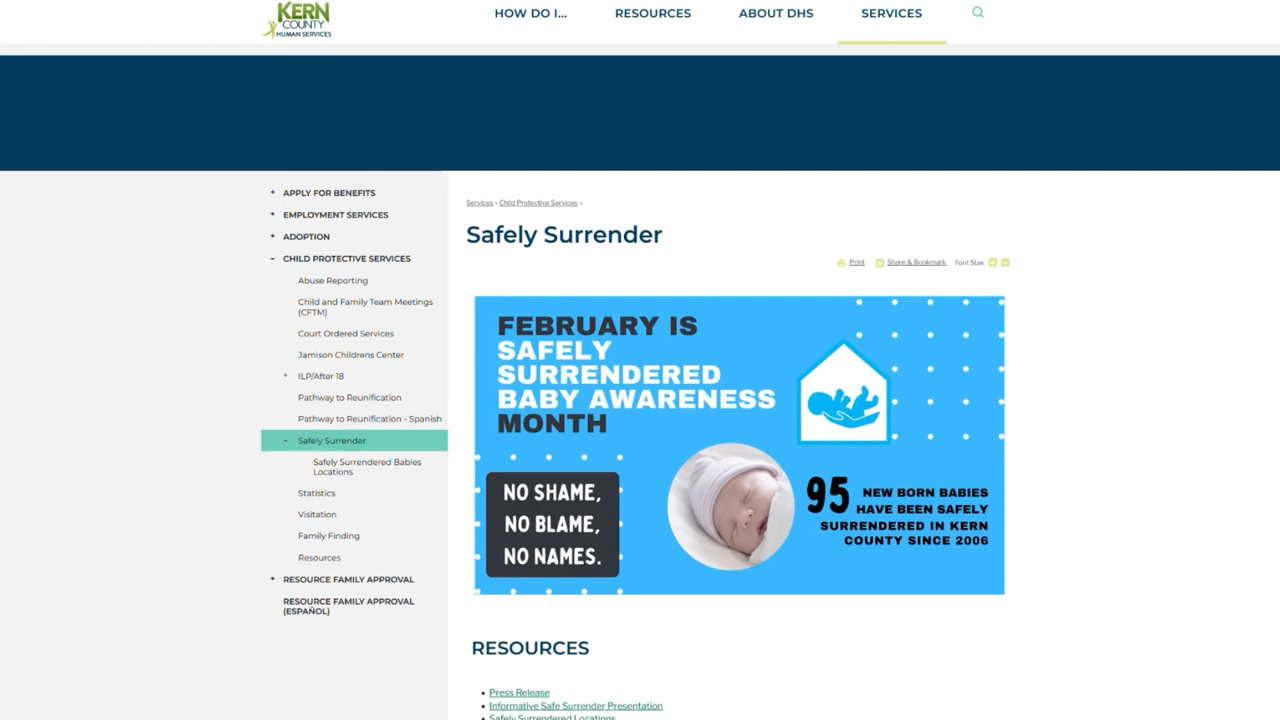 KERN
COUNTY
HUMAN SERVICES
HOW DO I...
RESOURCES
ABOUT DHS
SERVICES
+ APPLY FOR BENEFITS
+ EMPLOYMENT SERVICES
+ ADOPTION
- CHILD PROTECTIVE SERVICES
Abuse Reporting
Child and Family Team Meetings
(CFTM)
Court Ordered Services
Jamison Childrens Center
+ ILP/After 18
Pathway to Reunification
Pathway to Reunification - Spanish
- Safely Surrender
Safely Surrendered Babies
Locations
Statistics
Visitation
Family Finding
Resources
+ RESOURCE FAMILY APPROVAL
RESOURCE FAMILY APPROVAL
(ESPAÑOL)
Services › Child Protective Services ›
Safely Surrender
Print
Share & Bookmark
Font Size: + -
FEBRUARY IS
SAFELY
SURRENDERED
BABY AWARENESS
MONTH
NO SHAME,
NO BLAME,
NO NAMES.
95 NEW BORN BABIES
HAVE BEEN SAFELY
SURRENDERED IN KERN
COUNTY SINCE 2006
RESOURCES
• Press Release
• Informative Safe Surrender Presentation
• Safely Surrendered Locations